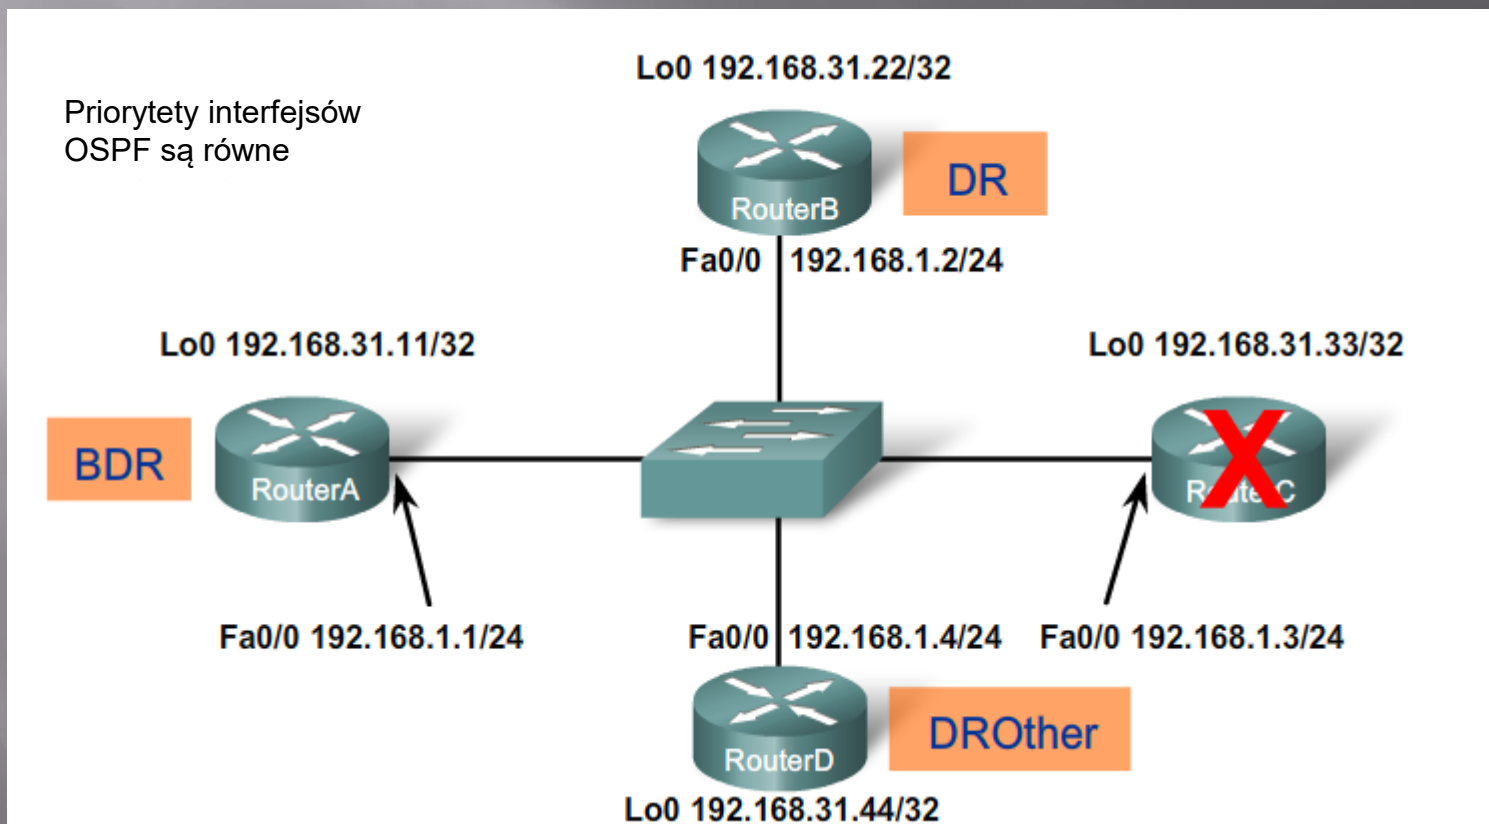 Lo0 192.168.31.22/32
Priorytety interfejsów
OSPF są równe
RouterB
DR
Fa0/0 192.168.1.2/24
Lo0 192.168.31.11/32
Lo0 192.168.31.33/32
BDR
RouterA
RouterC
Fa0/0 192.168.1.1/24
Fa0/0 192.168.1.4/24
Fa0/0 192.168.1.3/24
RouterD
DROther
Lo0 192.168.31.44/32